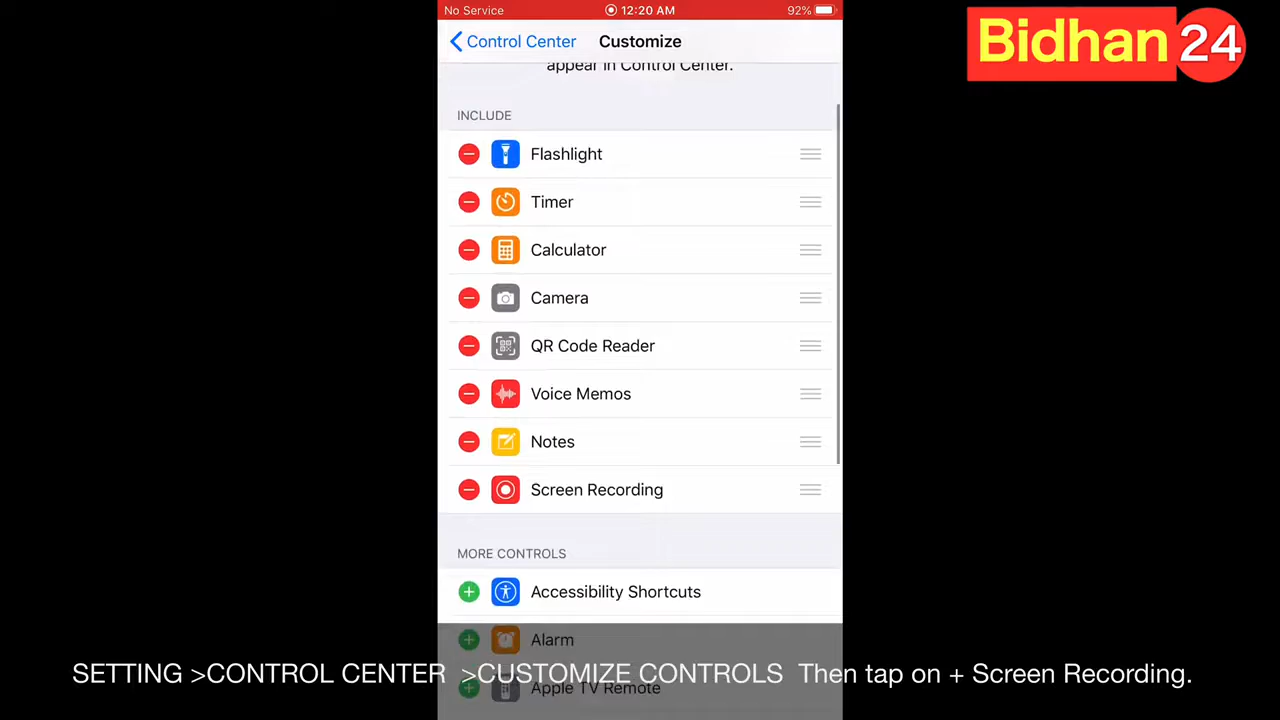 No Service 12:20 AM 92%
Control Center Customize
Bidhan 24
appear in Control Center.
INCLUDE
Flashlight
Timer
Calculator
Camera
QR Code Reader
Voice Memos
Notes
Screen Recording
MORE CONTROLS
Accessibility Shortcuts
Alarm
Apple TV Remote
SETTING >CONTROL CENTER >CUSTOMIZE CONTROLS Then tap on + Screen Recording.